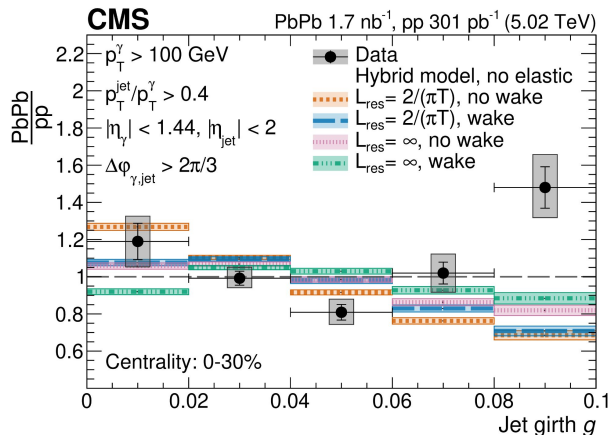 CMS PbPb 1.7 nb⁻¹, pp 301 pb⁻¹ (5.02 TeV)
PbPb
pp
2.2
2
1.8
1.6
1.4
1.2
1
0.8
0.6
p_T^γ > 100 GeV
p_T^jet/p_T^γ > 0.4
|η_γ| < 1.44, |η_jet| < 2
Δφ_γ,jet > 2π/3
Data
Hybrid model, no elastic
L_res = 2/(πT), no wake
L_res = 2/(πT), wake
L_res = ∞, no wake
L_res = ∞, wake
Centrality: 0-30%
0 0.02 0.04 0.06 0.08 0.1
Jet girth g